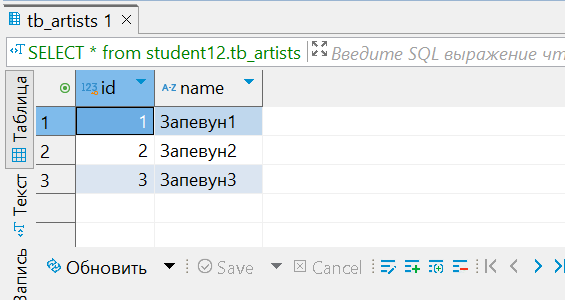 tb_artists 1
SELECT * from student12.tb_artists Введите SQL выражение чт
Таблица
Текст
Запись
123 id A-Z name
1 1 Запевун1
2 2 Запевун2
3 3 Запевун3
Обновить Save Cancel